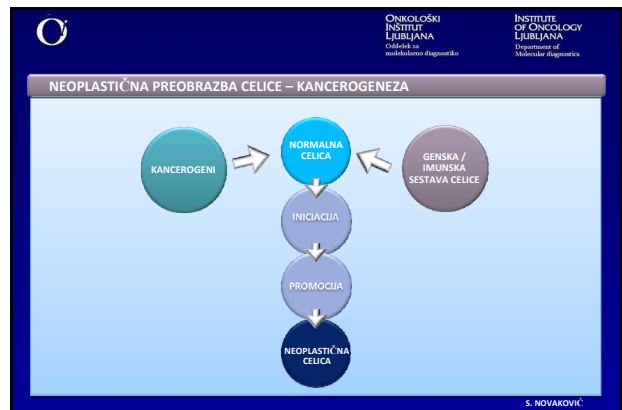 ONKOLOŠKI
INŠTITUT
LJUBLJANA
Oddelek za
molekularno diagnostiko
INSTITUTE
OF ONCOLOGY
LJUBLJANA
Department of
Molecular diagnostics
NEOPLASTIČNA PREOBRAZBA CELICE – KANCEROGENEZA
KANCEROGENI
NORMALNA
CELICA
GENSKA /
IMUNSKA
SESTAVA CELICE
INICIACIJA
PROMOCIJA
NEOPLASTIČNA
CELICA
S. NOVAKOVIĆ